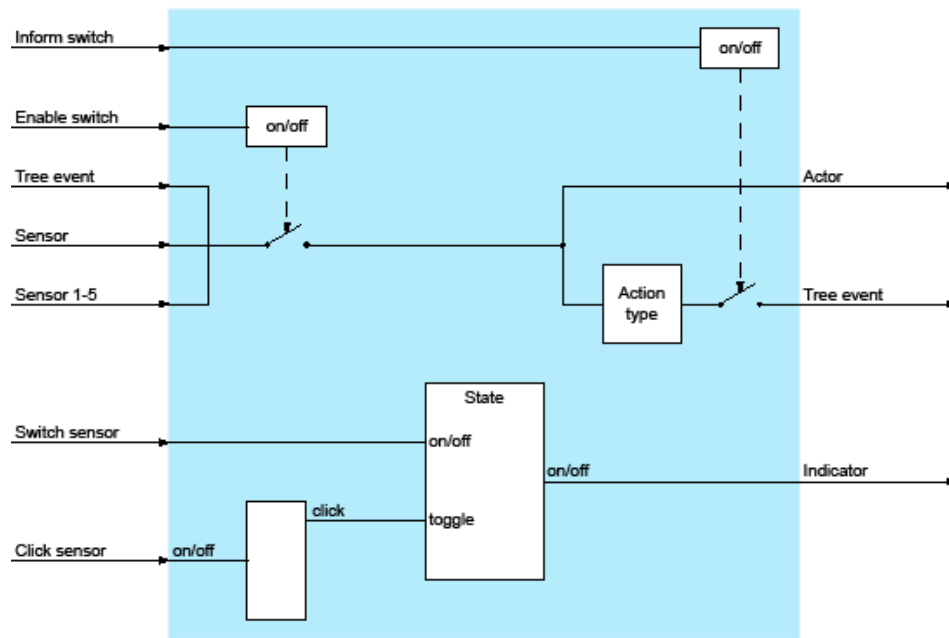 Inform switch
on/off
Enable switch
on/off
Tree event
Actor
Sensor
Sensor 1-5
Action
type
Tree event
State
Switch sensor
on/off
on/off
Indicator
click
toggle
Click sensor
on/off